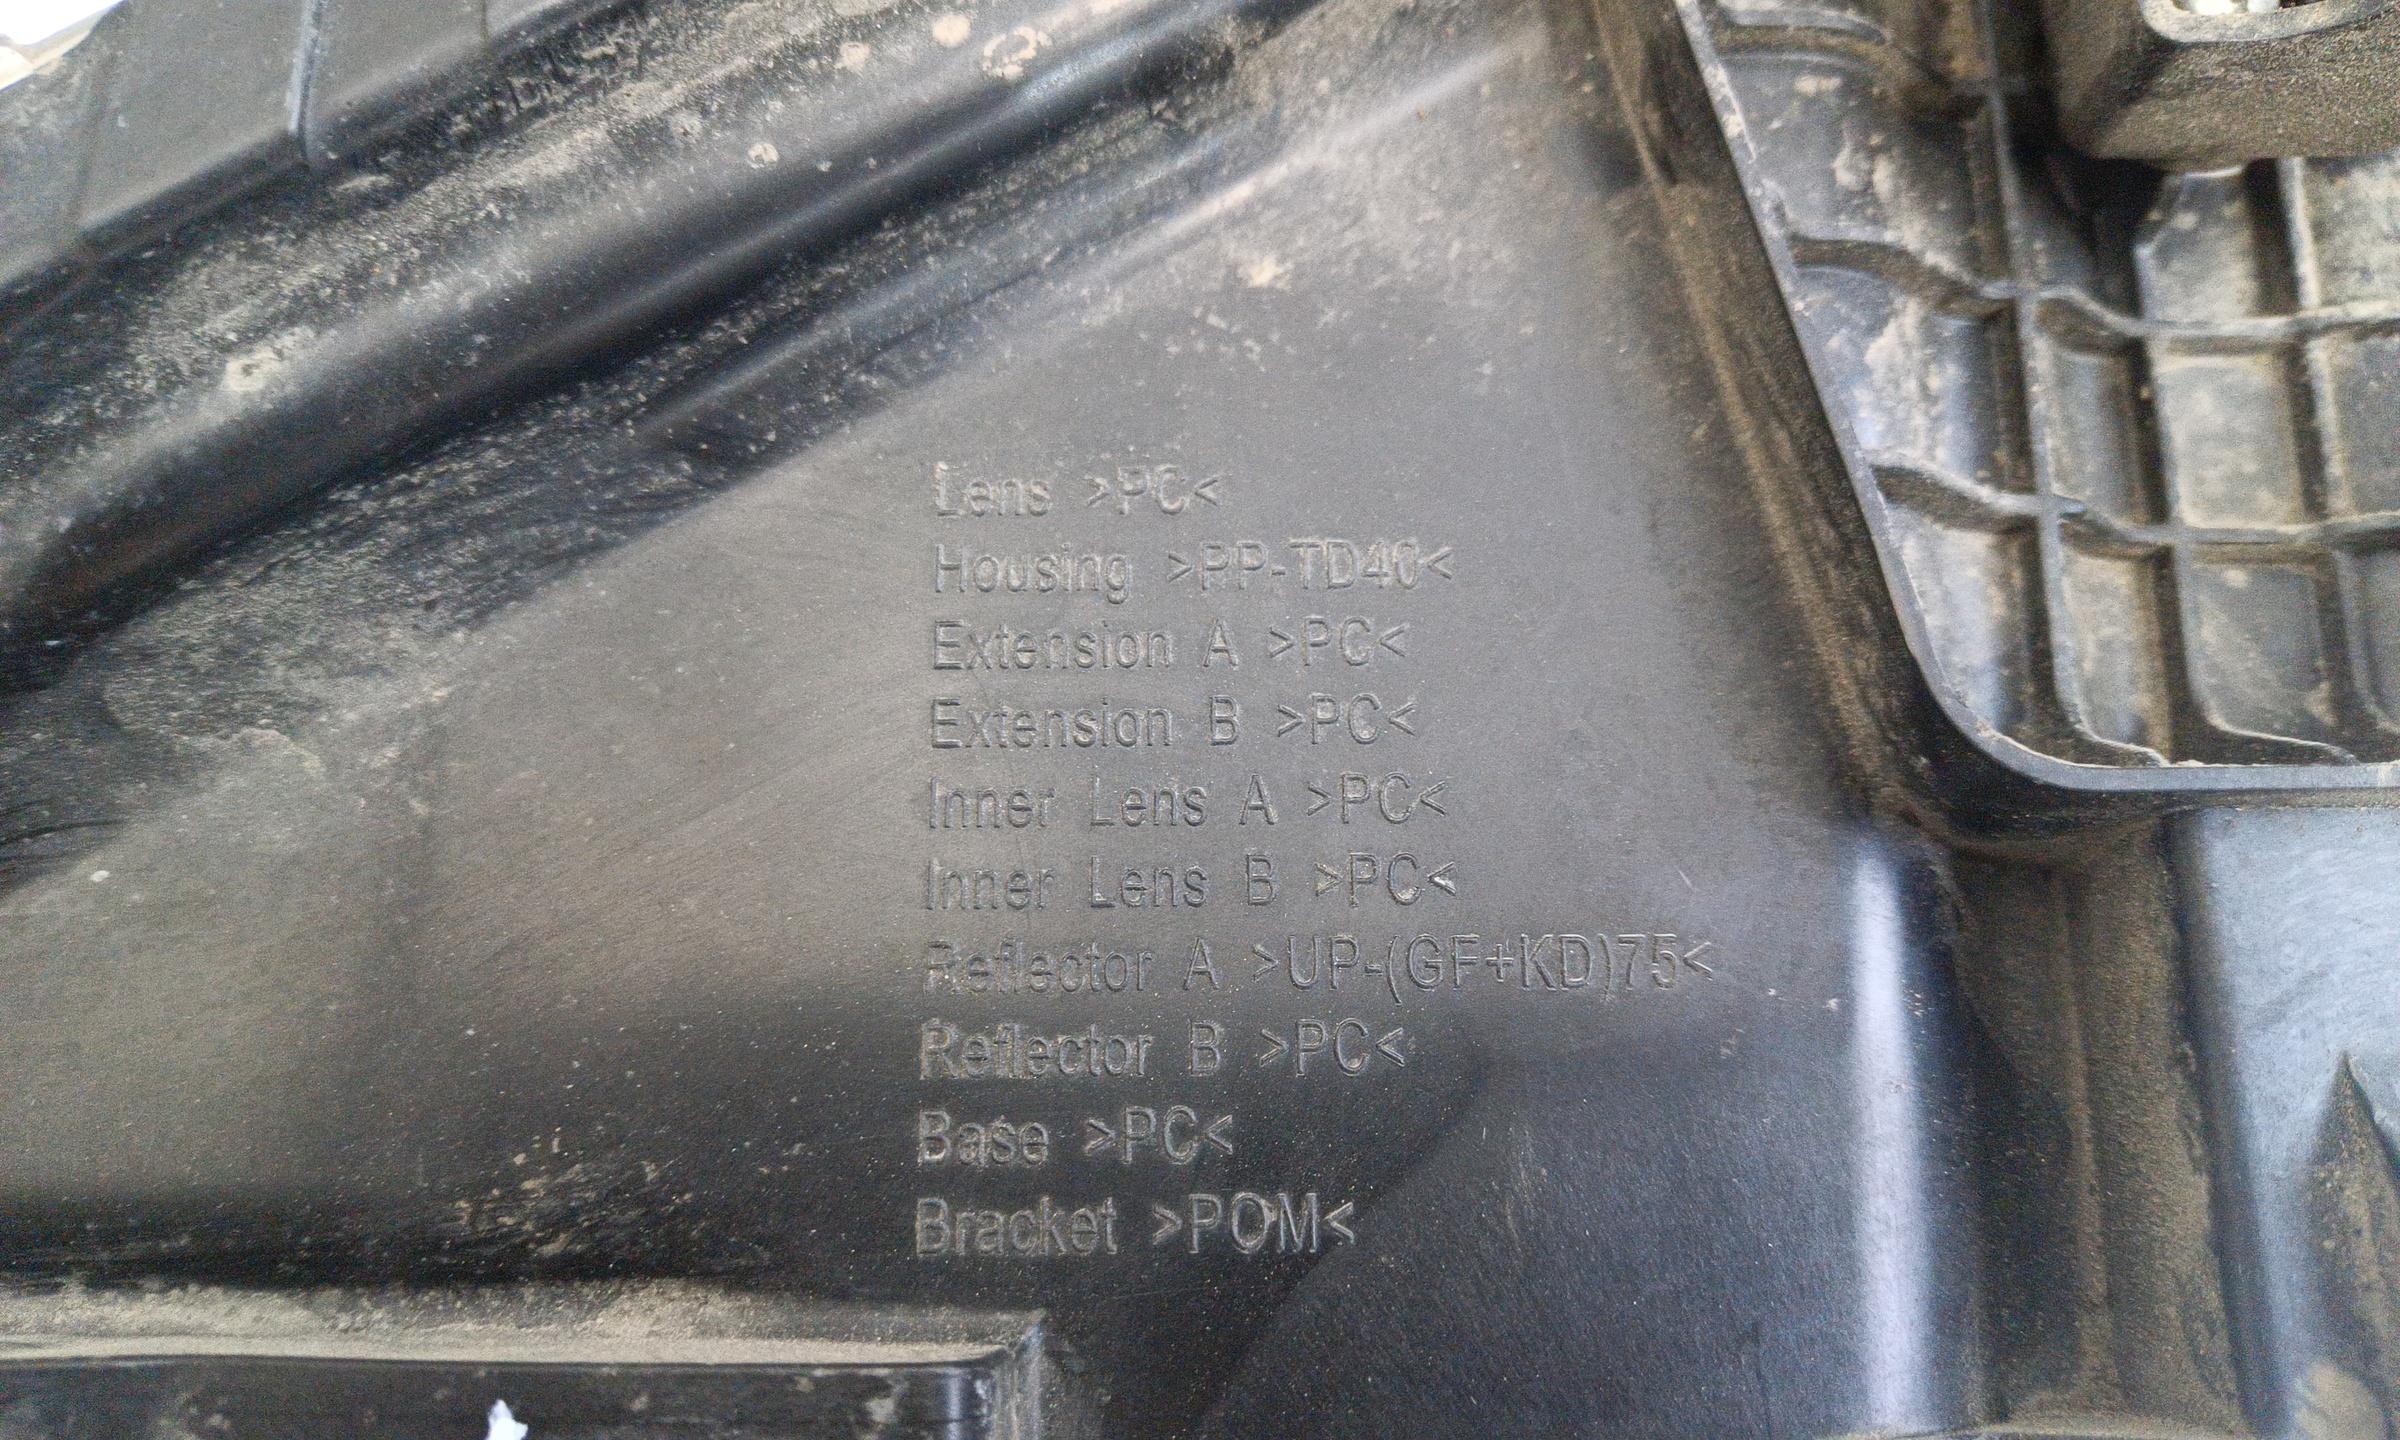 Lens >PC<
Housing >PP-TD40<
Extension A >PC<
Extension B >PC<
Inner Lens A >PC<
Inner Lens B >PC<
Reflector A >UP-(GF+KD)75<
Reflector B >PC<
Base >PC<
Bracket >POM<